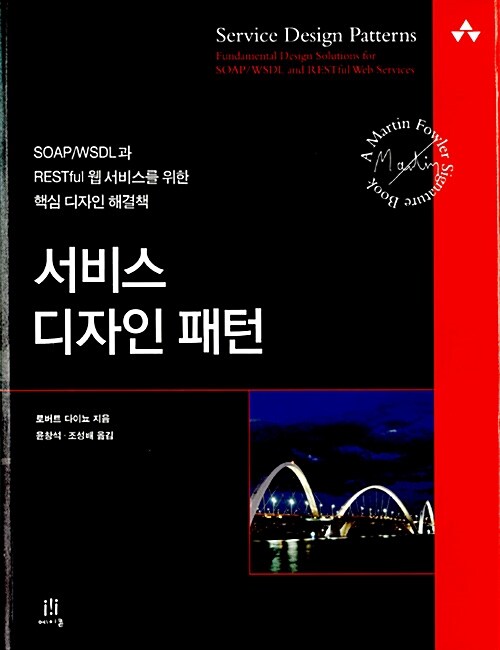 Service Design Patterns
Fundamental Design Solutions for
SOAP/WSDL and RESTful Web Services
A Martin Fowler Signature Book
Martin
SOAP/WSDL과
RESTful 웹 서비스를 위한
핵심 디자인 해결책
서비스
디자인 패턴
로버트 다이뇨 지음
윤창석 · 조성배 옮김
에이콘